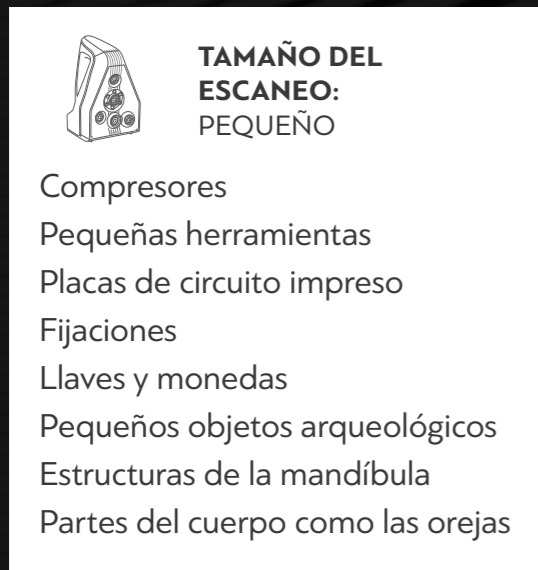 TAMAÑO DEL
ESCANEO:
PEQUEÑO
Compresores
Pequeñas herramientas
Placas de circuito impreso
Fijaciones
Llaves y monedas
Pequeños objetos arqueológicos
Estructuras de la mandíbula
Partes del cuerpo como las orejas